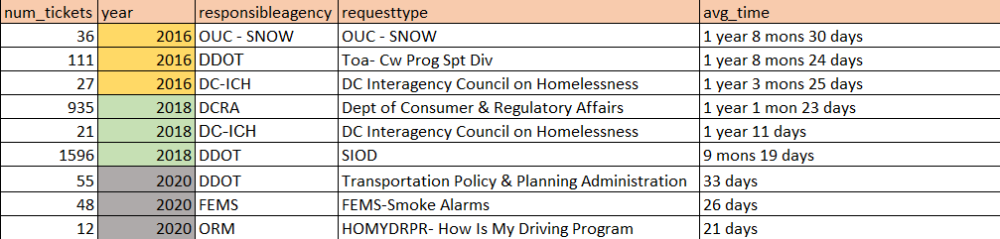 num_tickets year responsibleagency requesttype avg_time
36 2016 OUC - SNOW OUC - SNOW 1 year 8 mons 30 days
111 2016 DDOT Toa- Cw Prog Spt Div 1 year 8 mons 24 days
27 2016 DC-ICH DC Interagency Council on Homelessness 1 year 3 mons 25 days
935 2018 DCRA Dept of Consumer & Regulatory Affairs 1 year 1 mon 23 days
21 2018 DC-ICH DC Interagency Council on Homelessness 1 year 11 days
1596 2018 DDOT SIOD 9 mons 19 days
55 2020 DDOT Transportation Policy & Planning Administration 33 days
48 2020 FEMS FEMS-Smoke Alarms 26 days
12 2020 ORM HOMYDRPR- How Is My Driving Program 21 days